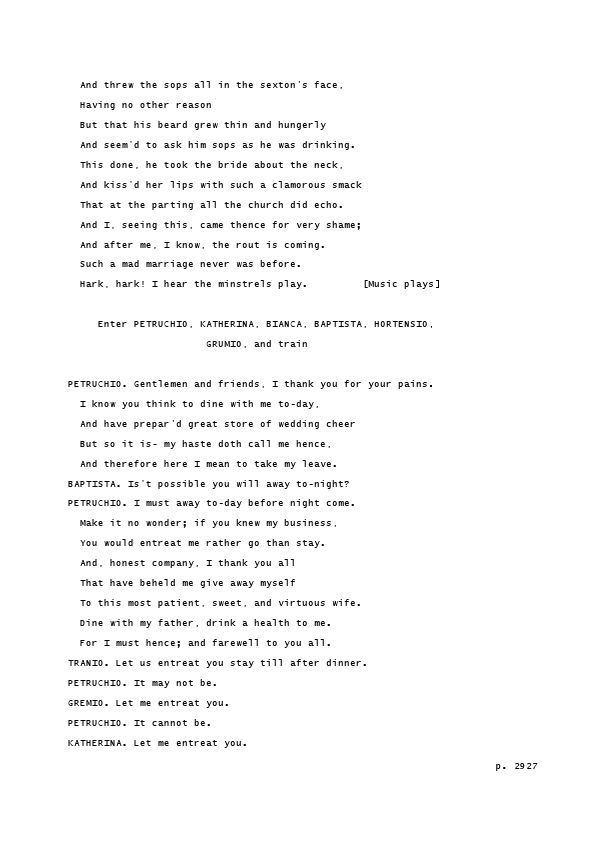 And threw the sops all in the sexton's face,
Having no other reason
But that his beard grew thin and hungerly
And seem'd to ask him sops as he was drinking.
This done, he took the bride about the neck,
And kiss'd her lips with such a clamorous smack
That at the parting all the church did echo.
And I, seeing this, came thence for very shame;
And after me, I know, the rout is coming.
Such a mad marriage never was before.
Hark, hark! I hear the minstrels play. [Music plays]
Enter PETRUCHIO, KATHERINA, BIANCA, BAPTISTA, HORTENSIO,
GRUMIO, and train
PETRUCHIO. Gentlemen and friends, I thank you for your pains.
I know you think to dine with me to-day,
And have prepar'd great store of wedding cheer
But so it is- my haste doth call me hence,
And therefore here I mean to take my leave.
BAPTISTA. Is't possible you will away to-night?
PETRUCHIO. I must away to-day before night come.
Make it no wonder; if you knew my business,
You would entreat me rather go than stay.
And, honest company, I thank you all
That have beheld me give away myself
To this most patient, sweet, and virtuous wife.
Dine with my father, drink a health to me.
For I must hence; and farewell to you all.
TRANIO. Let us entreat you stay till after dinner.
PETRUCHIO. It may not be.
GREMIO. Let me entreat you.
PETRUCHIO. It cannot be.
KATHERINA. Let me entreat you.
p. 2927